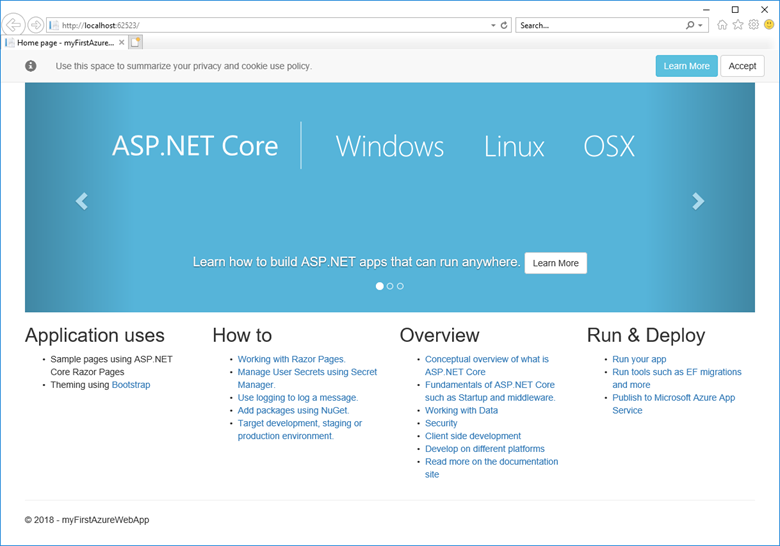 http://localhost:62523/
Search...
Home page - myFirstAzure...
Use this space to summarize your privacy and cookie use policy.
Learn More
Accept
ASP.NET Core
Windows
Linux
OSX
Learn how to build ASP.NET apps that can run anywhere.
Learn More
Application uses
Sample pages using ASP.NET
Core Razor Pages
Theming using Bootstrap
How to
Working with Razor Pages.
Manage User Secrets using Secret
Manager.
Use logging to log a message.
Add packages using NuGet.
Target development, staging or
production environment.
Overview
Conceptual overview of what is
ASP.NET Core
Fundamentals of ASP.NET Core
such as Startup and middleware.
Working with Data
Security
Client side development
Develop on different platforms
Read more on the documentation
site
Run & Deploy
Run your app
Run tools such as EF migrations
and more
Publish to Microsoft Azure App
Service
© 2018 - myFirstAzureWebApp